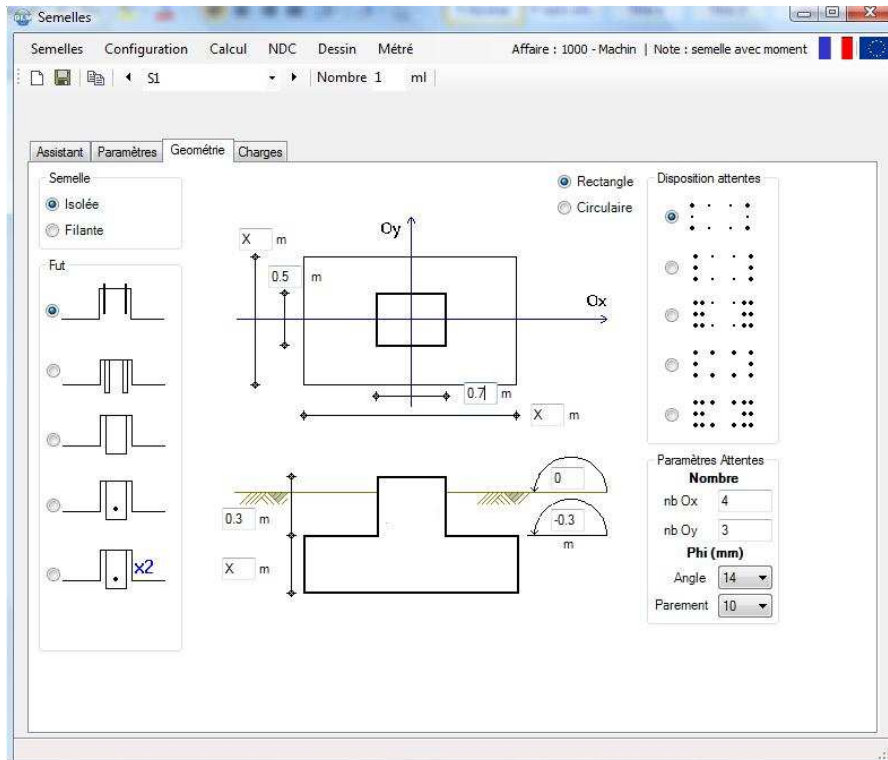 Semelles
Semelles Configuration Calcul NDC Dessin Métré Affaire : 1000 - Machin | Note : semelle avec moment
S1 Nombre 1 ml
Assistant Paramètres Geométrie Charges
Semelle
Isolée
Filante
Fut
x2
Rectangle
Circulaire
Oy
X m
0.5 m
Ox
0.7 m
X m
0
0.3 m
-0.3
m
X m
Disposition attentes
Paramètres Attentes
Nombre
nb Ox 4
nb Oy 3
Phi (mm)
Angle 14
Parement 10